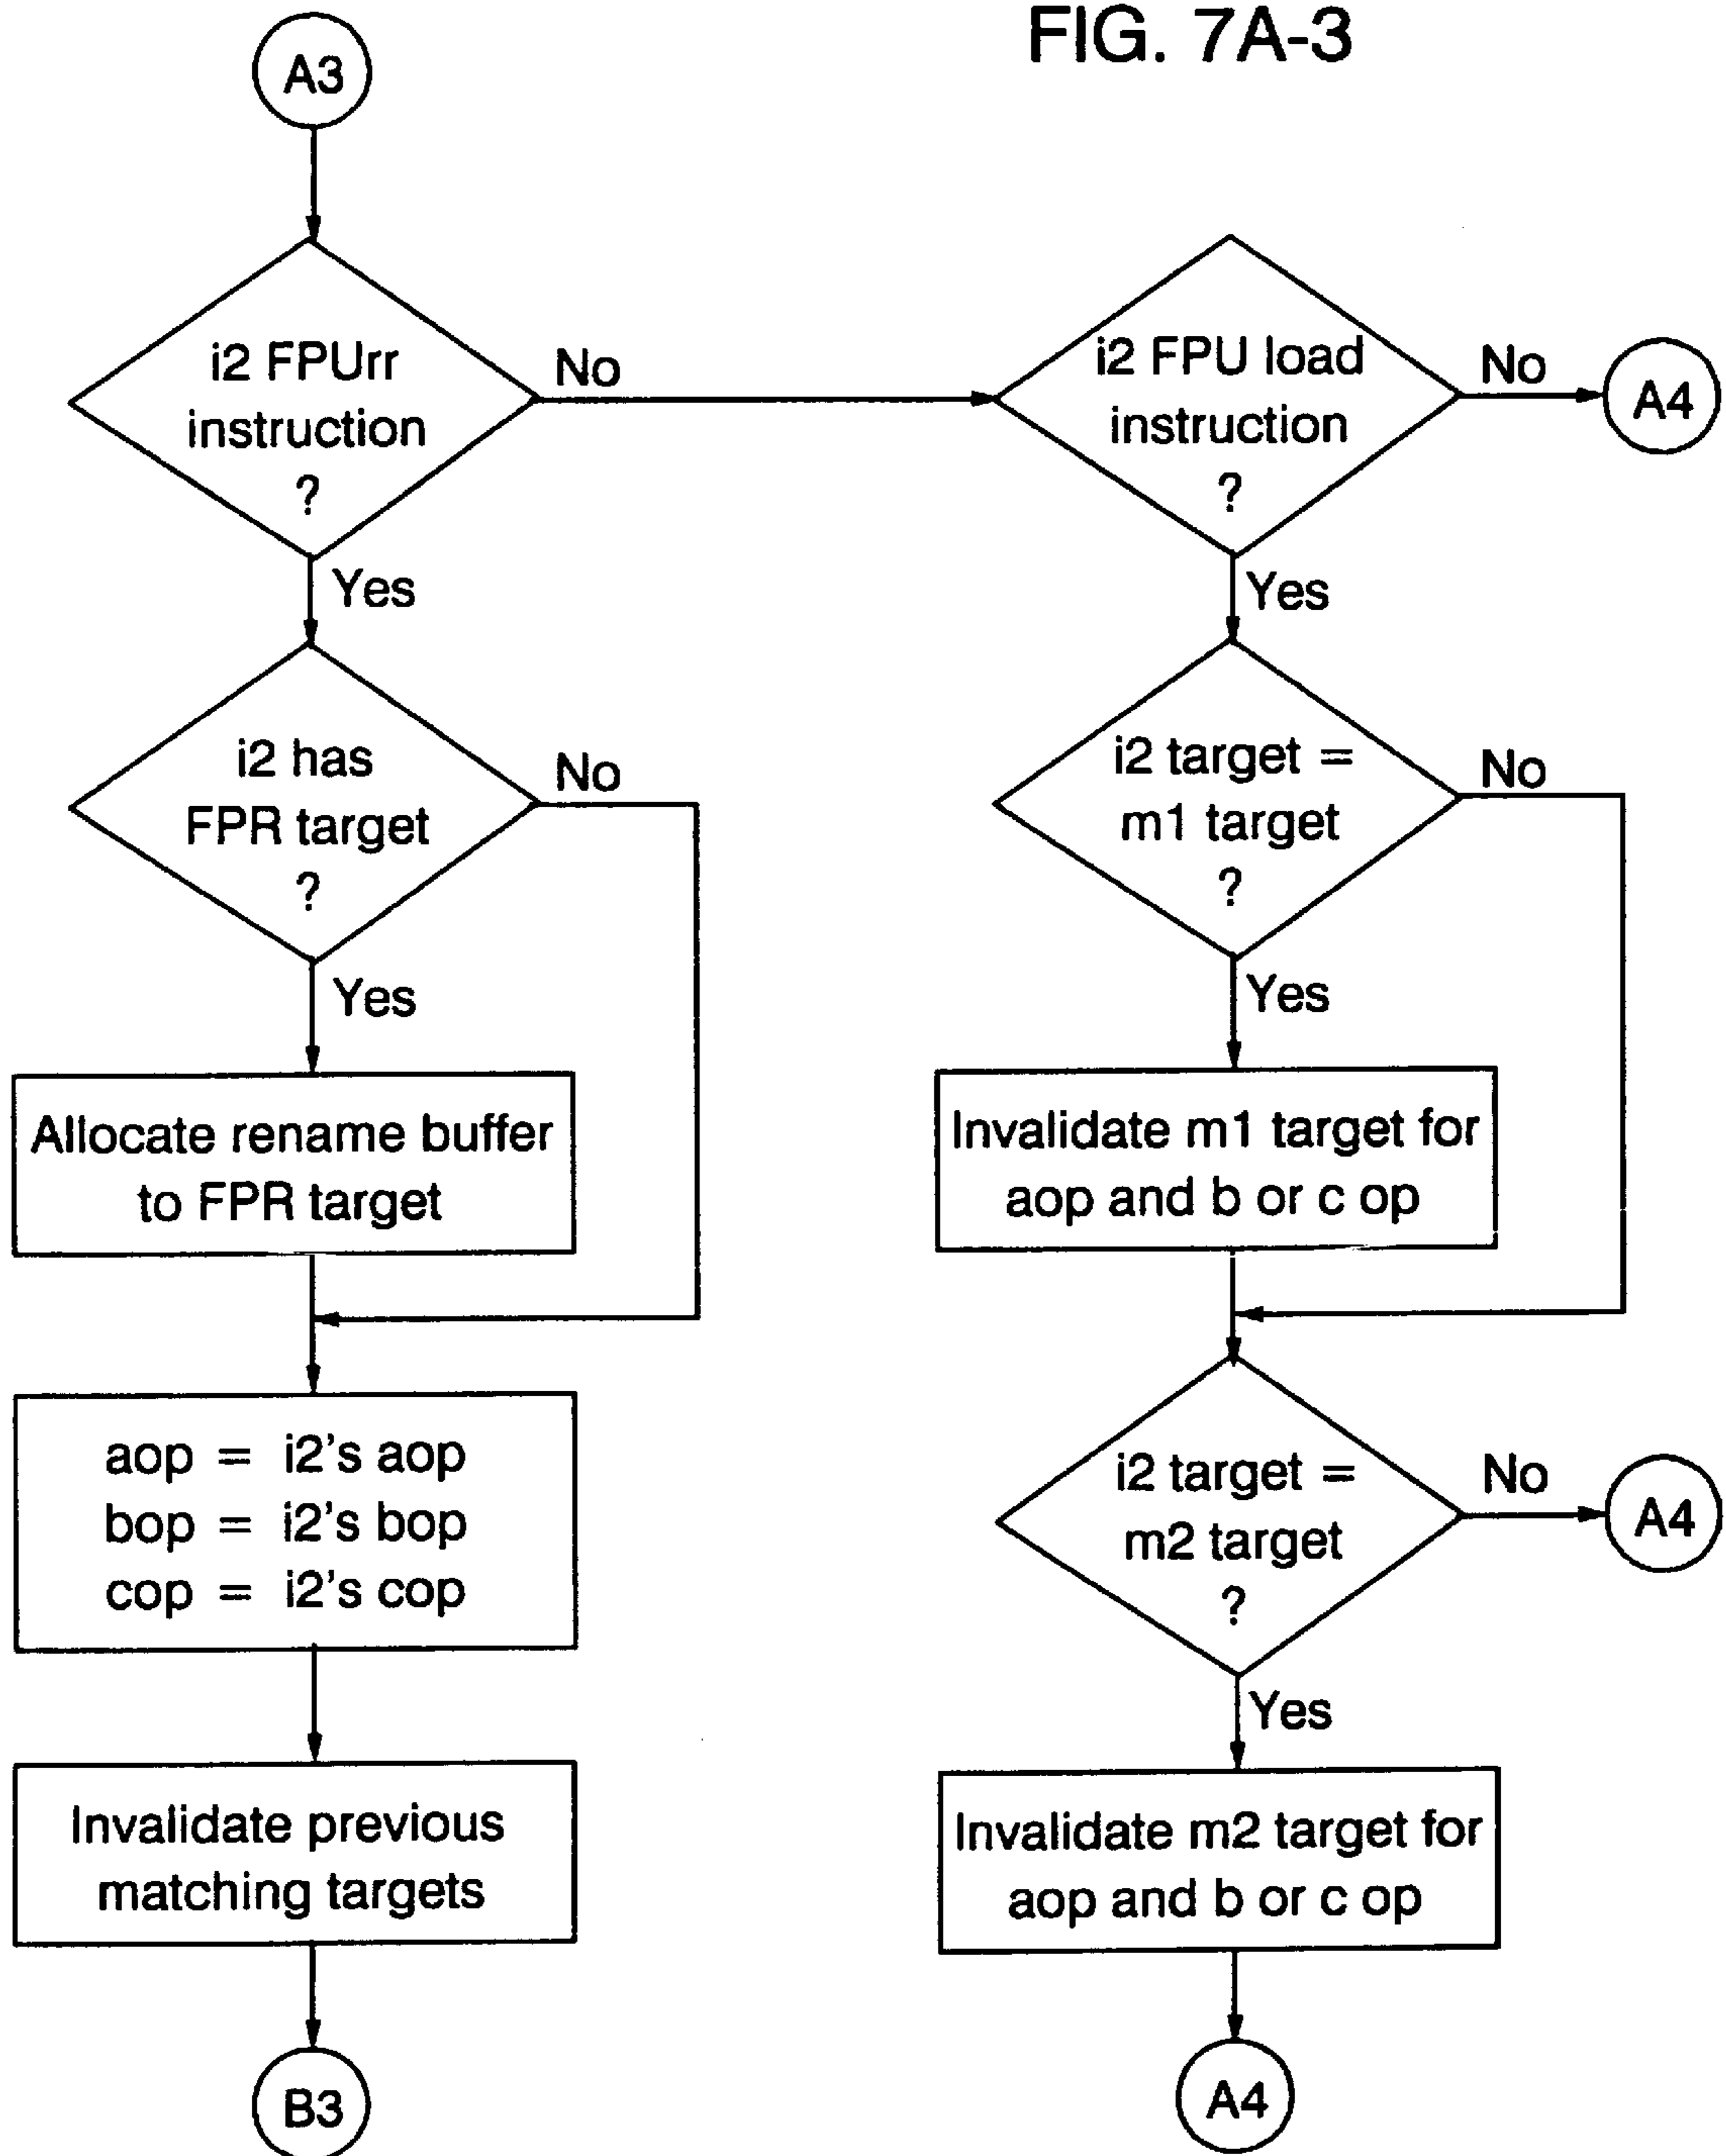 FIG. 7A-3
A3
i2 FPUrr
instruction
?
No
Yes
i2 FPU load
instruction
?
No
A4
Yes
i2 has
FPR target
?
No
Yes
i2 target =
m1 target
?
No
Yes
Allocate rename buffer
to FPR target
Invalidate m1 target for
aop and b or c op
aop = i2's aop
bop = i2's bop
cop = i2's cop
i2 target =
m2 target
?
No
A4
Yes
Invalidate previous
matching targets
Invalidate m2 target for
aop and b or c op
B3
A4